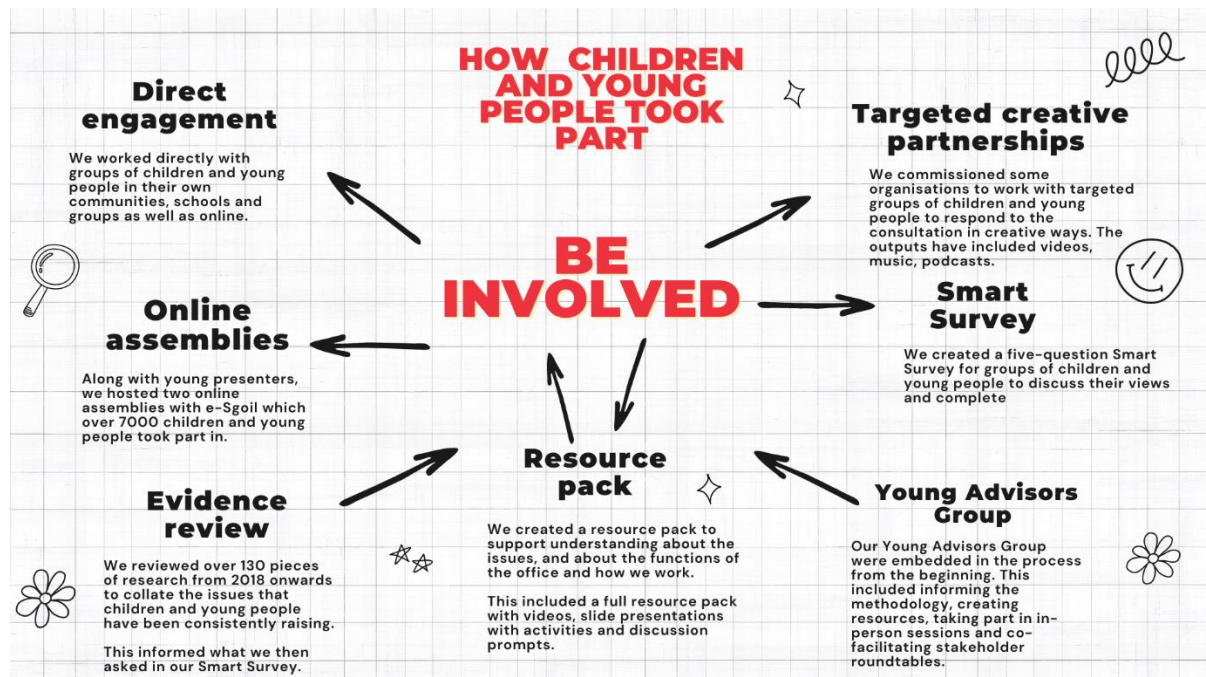 HOW CHILDREN
AND YOUNG
PEOPLE TOOK
PART
Direct
engagement
We worked directly with
groups of children and young
people in their own
communities, schools and
groups as well as online.
Targeted creative
partnerships
We commissioned some
organisations to work with targeted
groups of children and young
people to respond to the
consultation in creative ways. The
outputs have included videos,
music, podcasts.
BE
INVOLVED
Online
assemblies
Along with young presenters,
we hosted two online
assemblies with e-Sgoil which
over 7000 children and young
people took part in.
Smart
Survey
We created a five-question Smart
Survey for groups of children and
young people to discuss their views
and complete
Evidence
review
We reviewed over 130 pieces
of research from 2018 onwards
to collate the issues that
children and young people
have been consistently raising.
This informed what we then
asked in our Smart Survey.
Resource
pack
We created a resource pack to
support understanding about the
issues, and about the functions of
the office and how we work.
This included a full resource pack
with videos, slide presentations
with activities and discussion
prompts.
Young Advisors
Group
Our Young Advisors Group
were embedded in the process
from the beginning. This
included informing the
methodology, creating
resources, taking part in in-
person sessions and co-
facilitating stakeholder
roundtables.